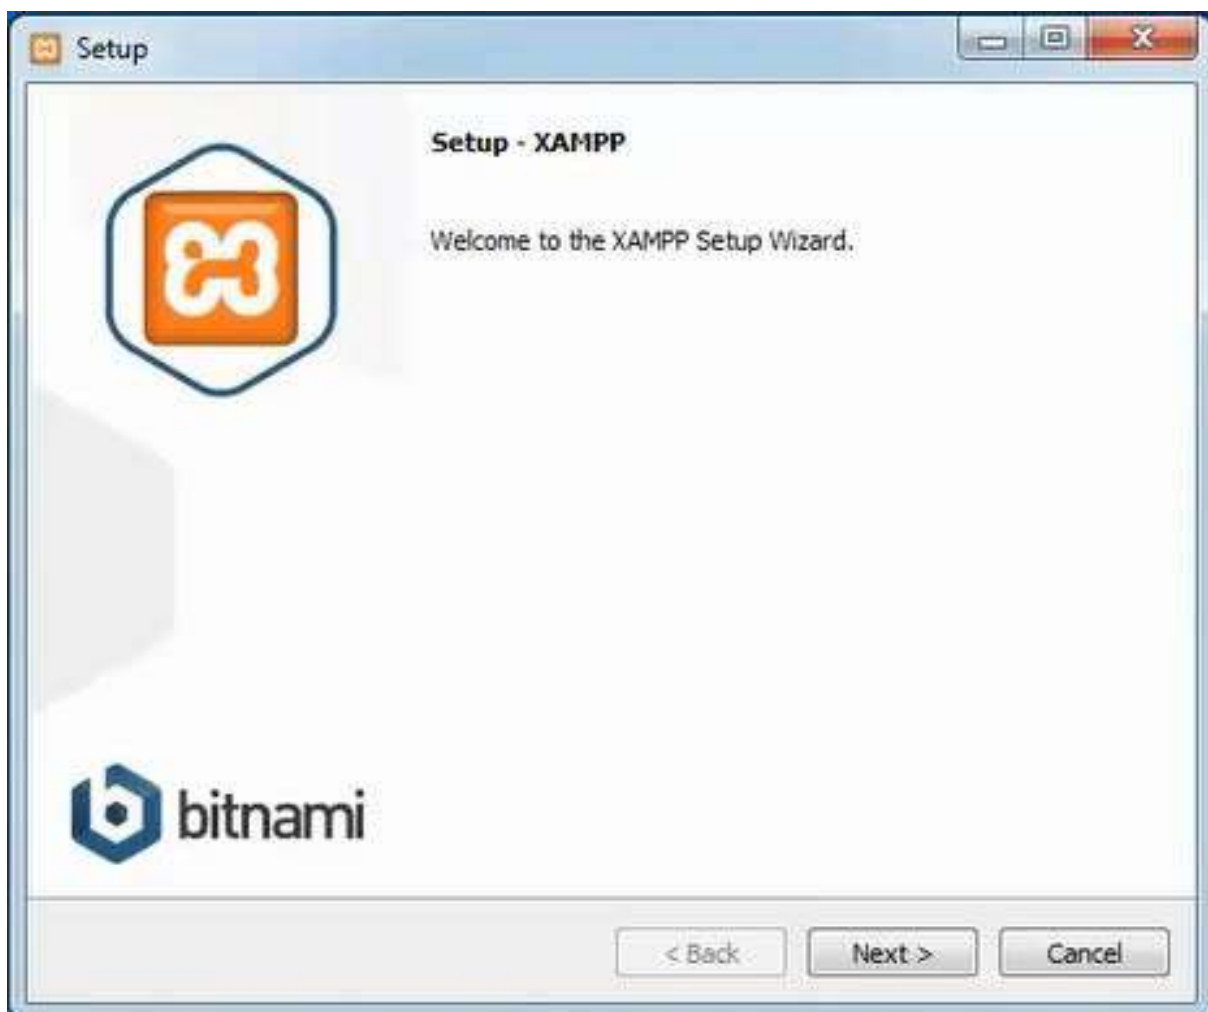 Setup
Setup - XAMPP
Welcome to the XAMPP Setup Wizard.
bitnami
< Back
Next >
Cancel